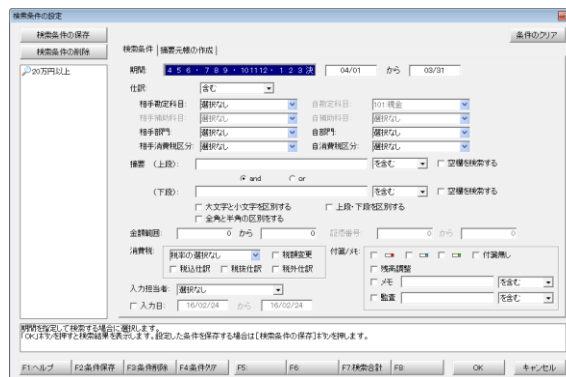 検索条件の設定
検索条件の保存
条件のクリア
検索条件の削除
検索条件 摘要元帳の作成
20万円以上
期間: 4 5 6 ・ 7 8 9 ・ 101112 ・ 1 2 3 決 04/01 から 03/31
仕訳: 含む
相手勘定科目: 選択なし 自勘定科目: 101:現金
相手補助科目: 選択なし 自補助科目: 選択なし
相手部門: 選択なし 自部門: 選択なし
相手消費税区分: 選択なし 自消費税区分: 選択なし
摘要 (上段): を含む 空欄を検索する
and or
(下段): を含む 空欄を検索する
大文字と小文字を区別する 上段・下段を区別する
全角と半角の区別をする
金額範囲: 0 から 0 証憑番号: 0 から 0
消費税: 税率の選択なし 税額変更 付箋/メモ: 付箋無し
税込仕訳 税抜仕訳 税外仕訳 残高調整
メモ を含む
入力担当者: 選択なし
監査 を含む
入力日: 16/02/24 から 16/02/24
期間を指定して検索する場合に選択します。
「OK」ボタンを押すと検索結果を表示します。設定した条件を保存する場合は[検索条件の保存]ボタンを押します。
F1:ヘルプ F2:条件保存 F3:条件削除 F4:条件クリア F5: F6: F7:検索合計 F8: OK キャンセル